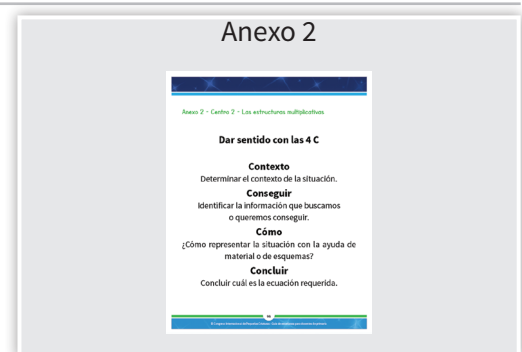 Anexo 2
Anexo 2 - Centro 2 - Las estructuras multiplicativas
Dar sentido con las 4 C
Contexto
Determinar el contexto de la situación.
Conseguir
Identificar la información que buscamos
o queremos conseguir.
Cómo
¿Cómo representar la situación con la ayuda de
material o de esquemas?
Concluir
Concluir cuál es la ecuación requerida.